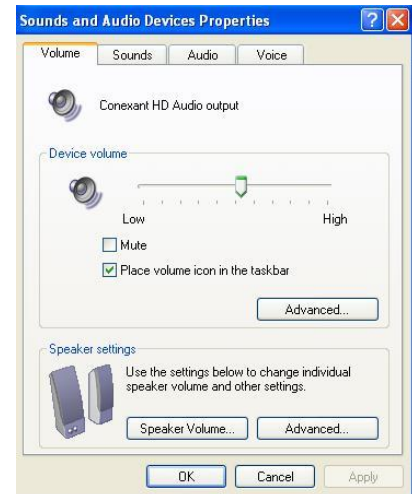 Sounds and Audio Devices Properties
Volume Sounds Audio Voice
Conexant HD Audio output
Device volume
Low High
Mute
Place volume icon in the taskbar
Advanced...
Speaker settings
Use the settings below to change individual
speaker volume and other settings.
Speaker Volume... Advanced...
OK Cancel Apply